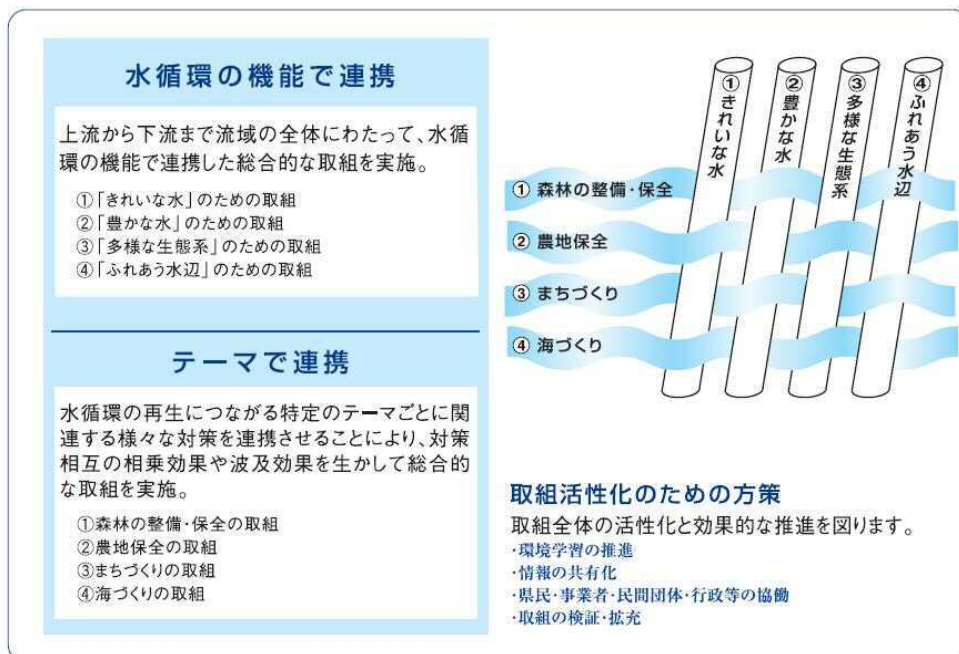 水循環の機能で連携
上流から下流まで流域の全体にわたって、水循
環の機能で連携した総合的な取組を実施。
①「きれいな水」のための取組
②「豊かな水」のための取組
③「多様な生態系」のための取組
④「ふれあう水辺」のための取組
テーマで連携
水循環の再生につながる特定のテーマごとに関
連する様々な対策を連携させることにより、対策
相互の相乗効果や波及効果を生かして総合的
な取組を実施。
①森林の整備・保全の取組
②農地保全の取組
③まちづくりの取組
④海づくりの取組
①きれいな水
②豊かな水
③多様な生態系
④ふれあう水辺
① 森林の整備・保全
② 農地保全
③ まちづくり
④ 海づくり
取組活性化のための方策
取組全体の活性化と効果的な推進を図ります。
・環境学習の推進
・情報の共有化
・県民・事業者・民間団体・行政等の協働
・取組の検証・拡充